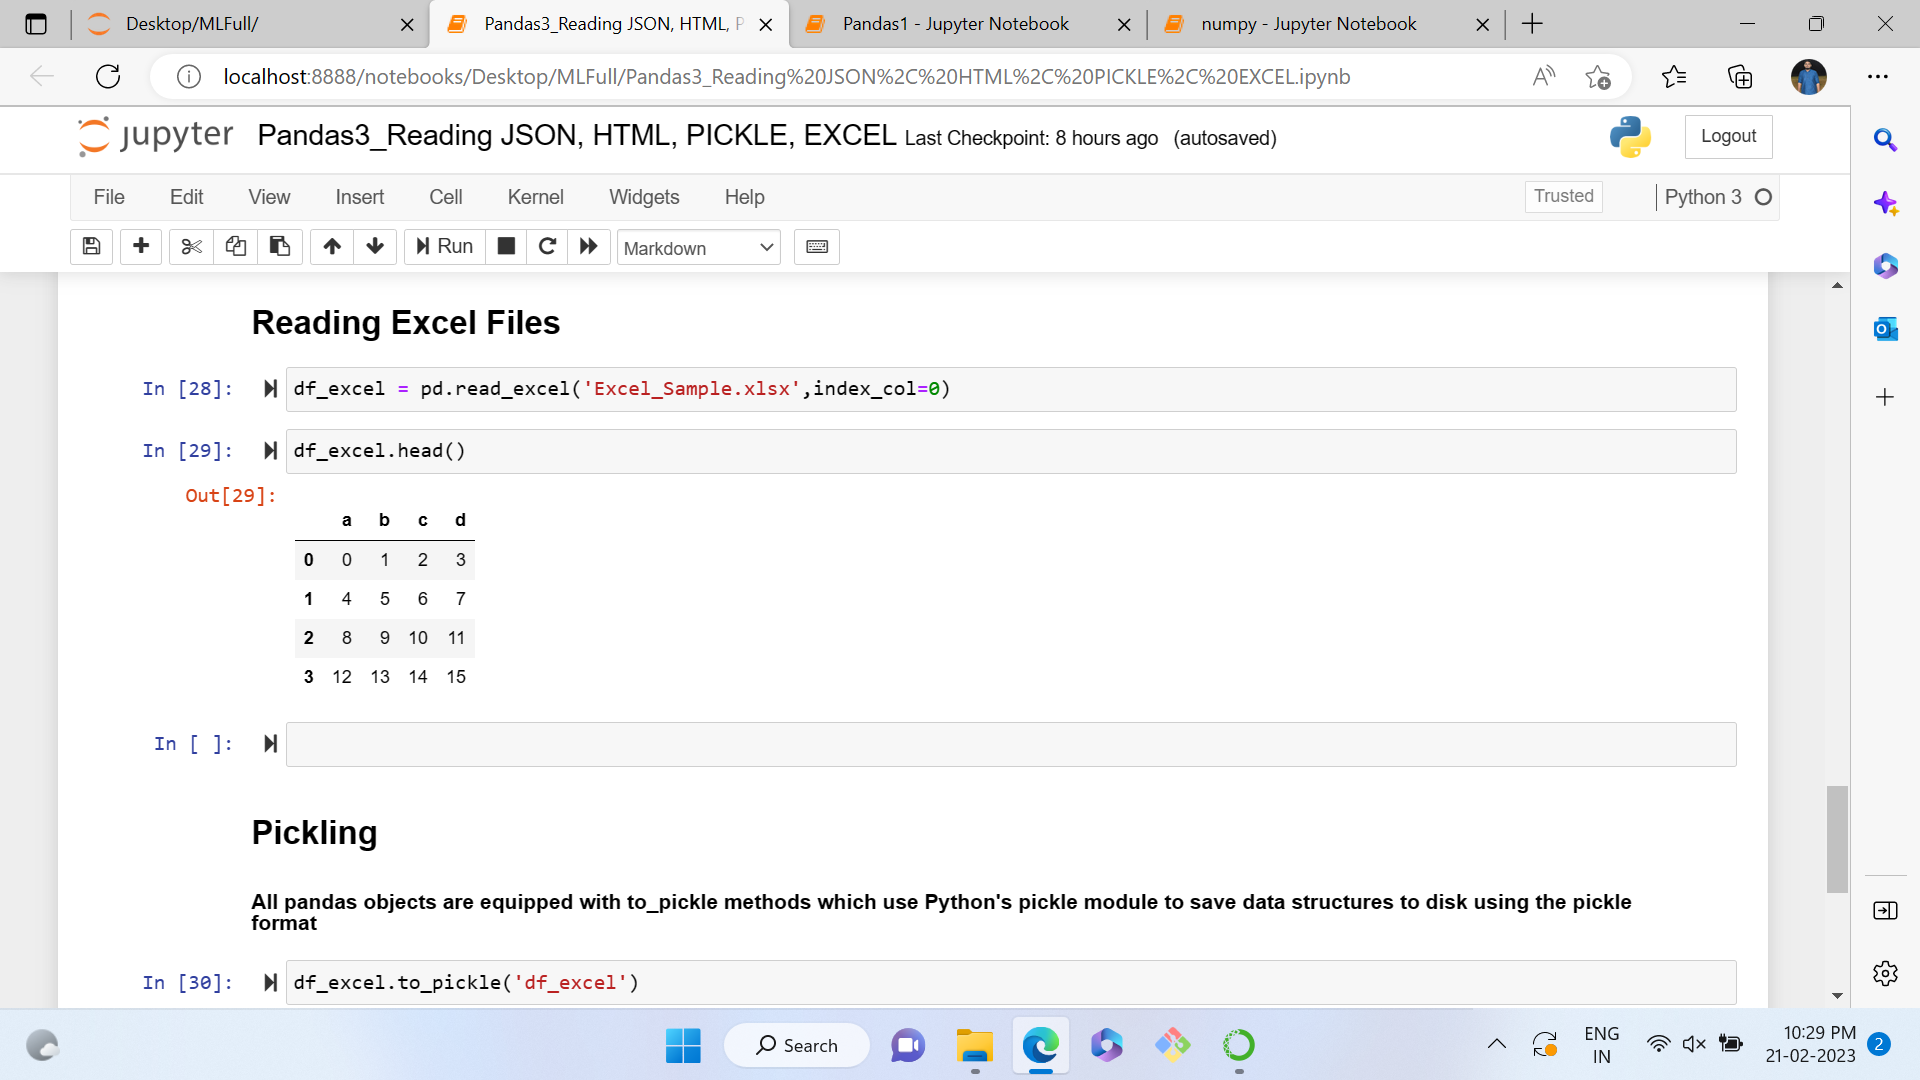 Desktop/MLFull/
Pandas3_Reading JSON, HTML, P
Pandas1 - Jupyter Notebook
numpy - Jupyter Notebook
localhost:8888/notebooks/Desktop/MLFull/Pandas3_Reading%20JSON%2C%20HTML%2C%20PICKLE%2C%20EXCEL.ipynb
jupyter Pandas3_Reading JSON, HTML, PICKLE, EXCEL Last Checkpoint: 8 hours ago (autosaved)
Logout
File Edit View Insert Cell Kernel Widgets Help
Trusted
Python 3
Run
Markdown
Reading Excel Files
In [28]: df_excel = pd.read_excel('Excel_Sample.xlsx',index_col=0)
In [29]: df_excel.head()
Out[29]:
a b c d
0 0 1 2 3
1 4 5 6 7
2 8 9 10 11
3 12 13 14 15
In [ ]:
Pickling
All pandas objects are equipped with to_pickle methods which use Python's pickle module to save data structures to disk using the pickle
format
In [30]: df_excel.to_pickle('df_excel')
Search
ENG
IN
10:29 PM
21-02-2023
2